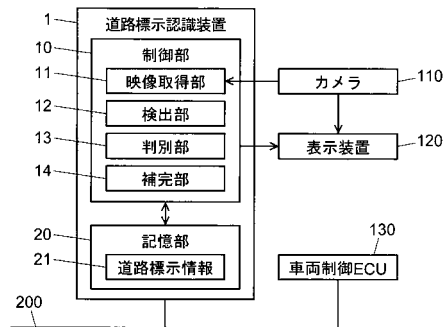 1
道路標示認識装置
10
制御部
11
映像取得部
カメラ
110
12
検出部
13
判別部
表示装置
120
14
補完部
20
記憶部
130
21
道路標示情報
車両制御ECU
200